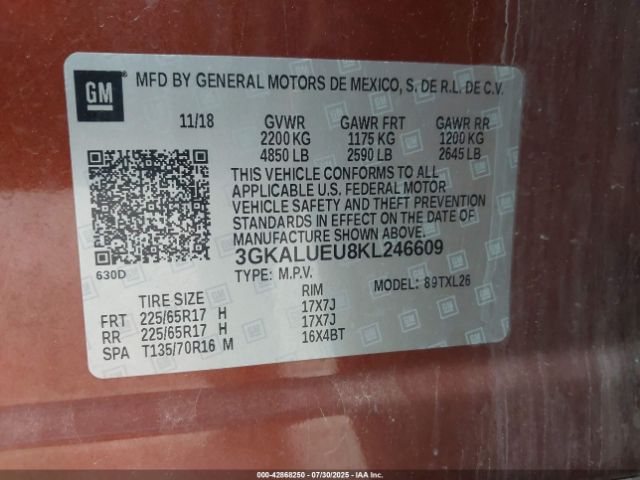 GM
MFD BY GENERAL MOTORS DE MEXICO, S. DE R.L. DE C.V.
11/18 GVWR GAWR FRT GAWR RR
2200 KG 1175 KG 1200 KG
4850 LB 2590 LB 2645 LB
THIS VEHICLE CONFORMS TO ALL
APPLICABLE U.S. FEDERAL MOTOR
VEHICLE SAFETY AND THEFT PREVENTION
STANDARDS IN EFFECT ON THE DATE OF
MANUFACTURE SHOWN ABOVE.
3GKALUEU8KL246609
630D
TYPE: M.P.V. MODEL: 89TXL26
TIRE SIZE RIM
FRT 225/65R17 H 17X7J
RR 225/65R17 H 17X7J
SPA T135/70R16 M 16X4BT
000-42868250 - 07/30/2025 - IAAI.COM